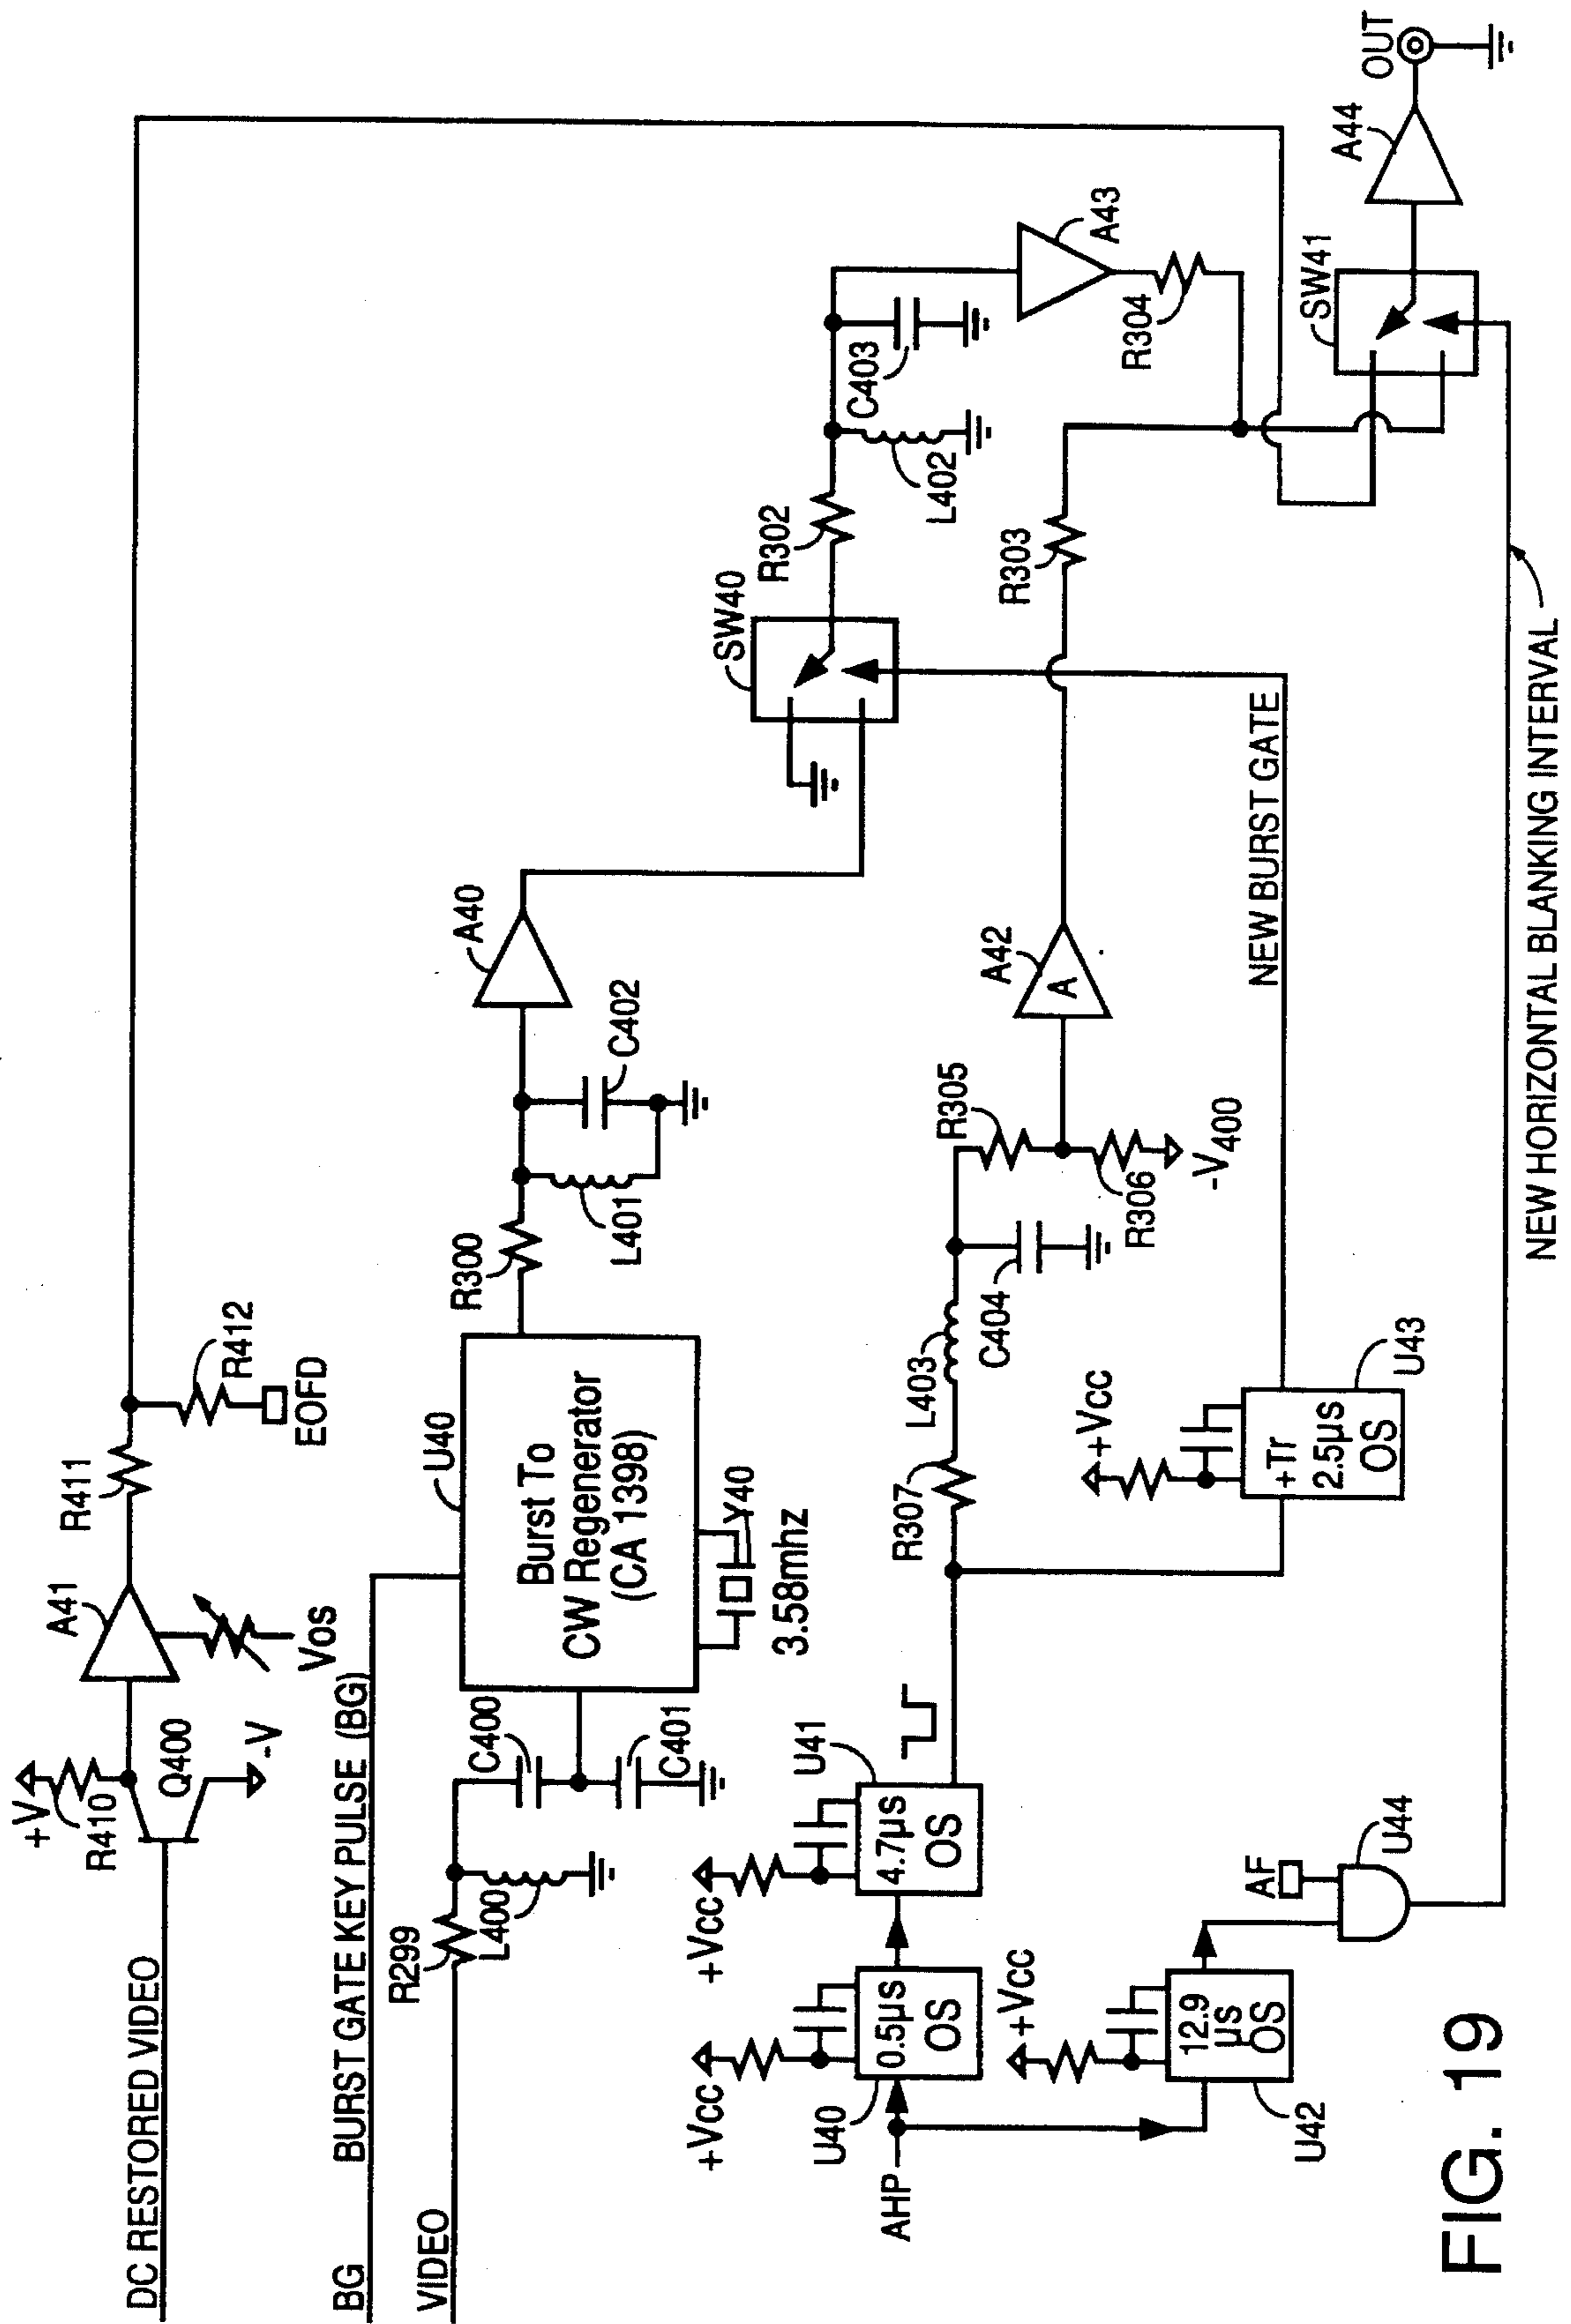 DC RESTORED VIDEO
+V
R410
Q400
-V
A41
Vos
R411
R412
EOFD
BG BURST GATE KEY PULSE (BG)
VIDEO
R299
L400
C400
C401
U40
Burst To
CW Regenerator
(CA 1398)
Y40
3.58mhz
R300
L401
C402
A40
SW40
R302
L402
C403
A43
R304
+Vcc
+Vcc
U40
0.5µs
OS
4.7µs
OS
U41
AHP
R307
L403
C404
R305
R306
-V400
A42
A
R303
+Vcc
12.9
µs
OS
U42
AF
U44
+Vcc
+Tr
2.5µs
OS
U43
NEW BURST GATE
NEW HORIZONTAL BLANKING INTERVAL
SW41
A44
OUT
FIG. 19